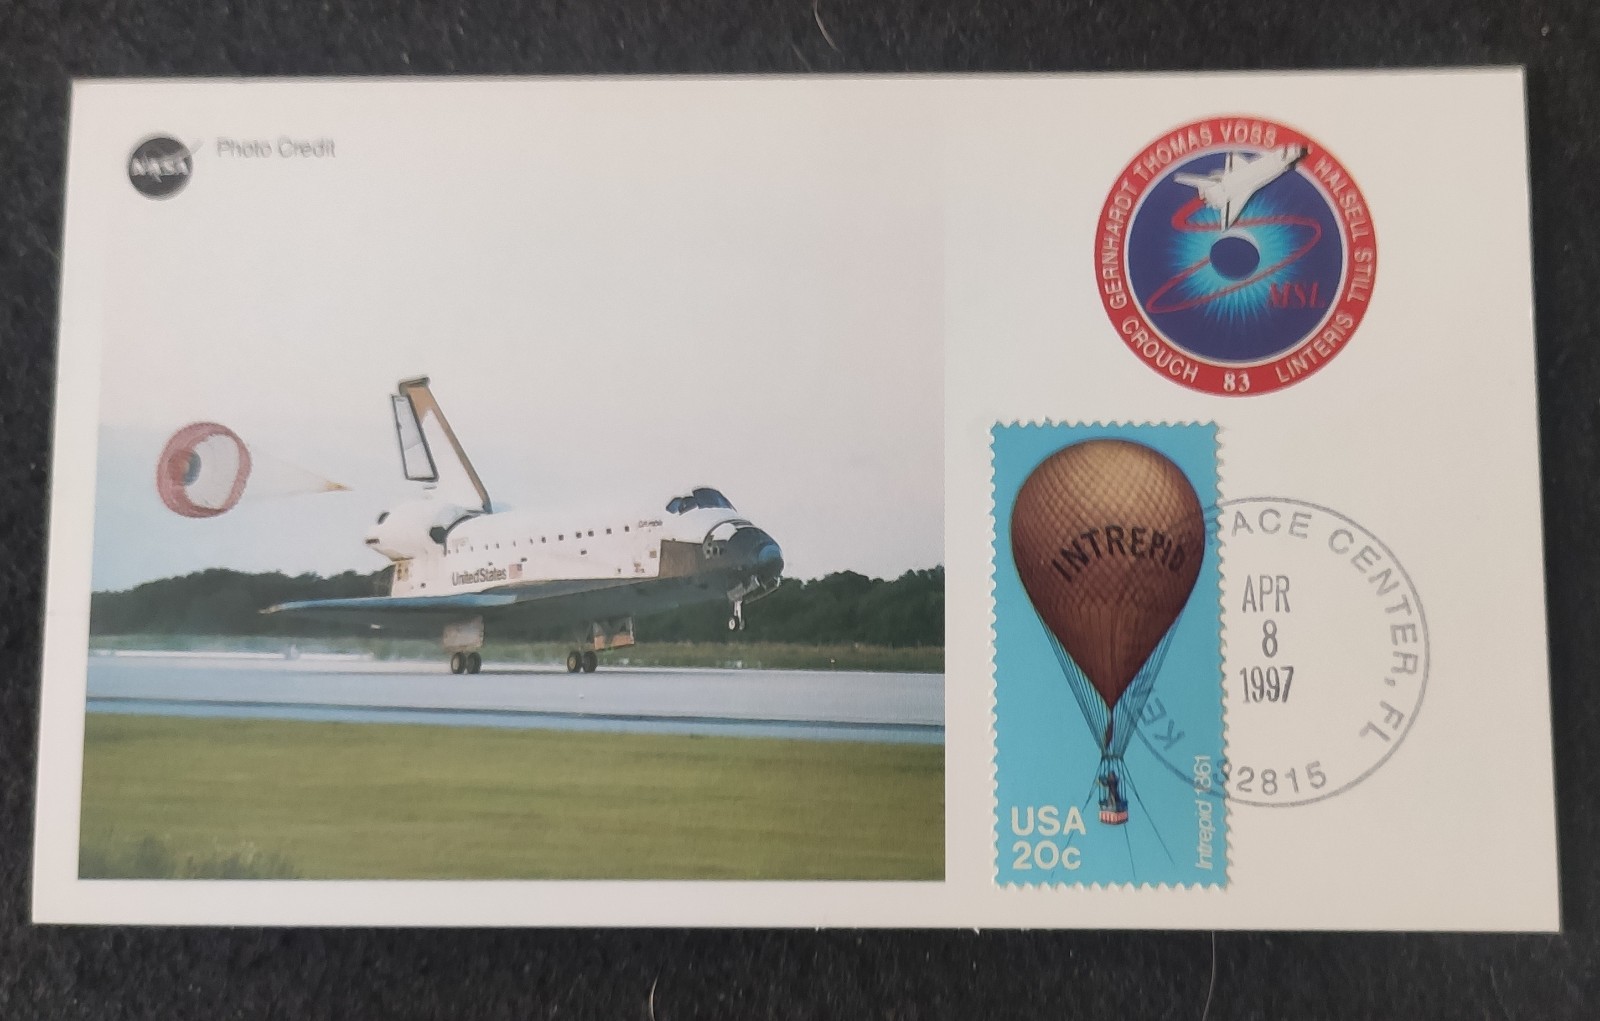 NASA
Photo Credit
GERNHARDT THOMAS VOSS HALSELL STILL LINTERIS 83 CROUCH
MSL
United States
INTREPID
USA
20c
Intrepid 1861
ACE CENTER, FL
APR
8
1997
32815